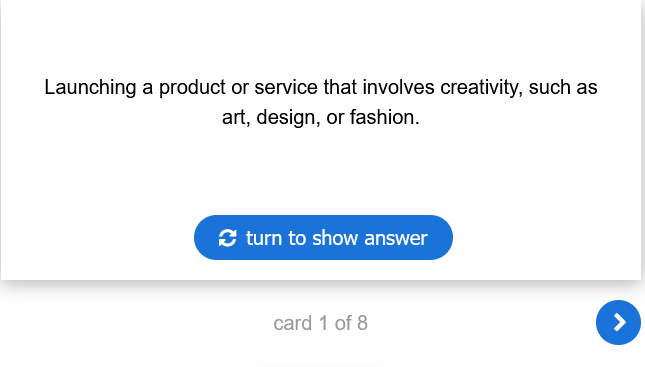 Launching a product or service that involves creativity, such as
art, design, or fashion.
turn to show answer
card 1 of 8